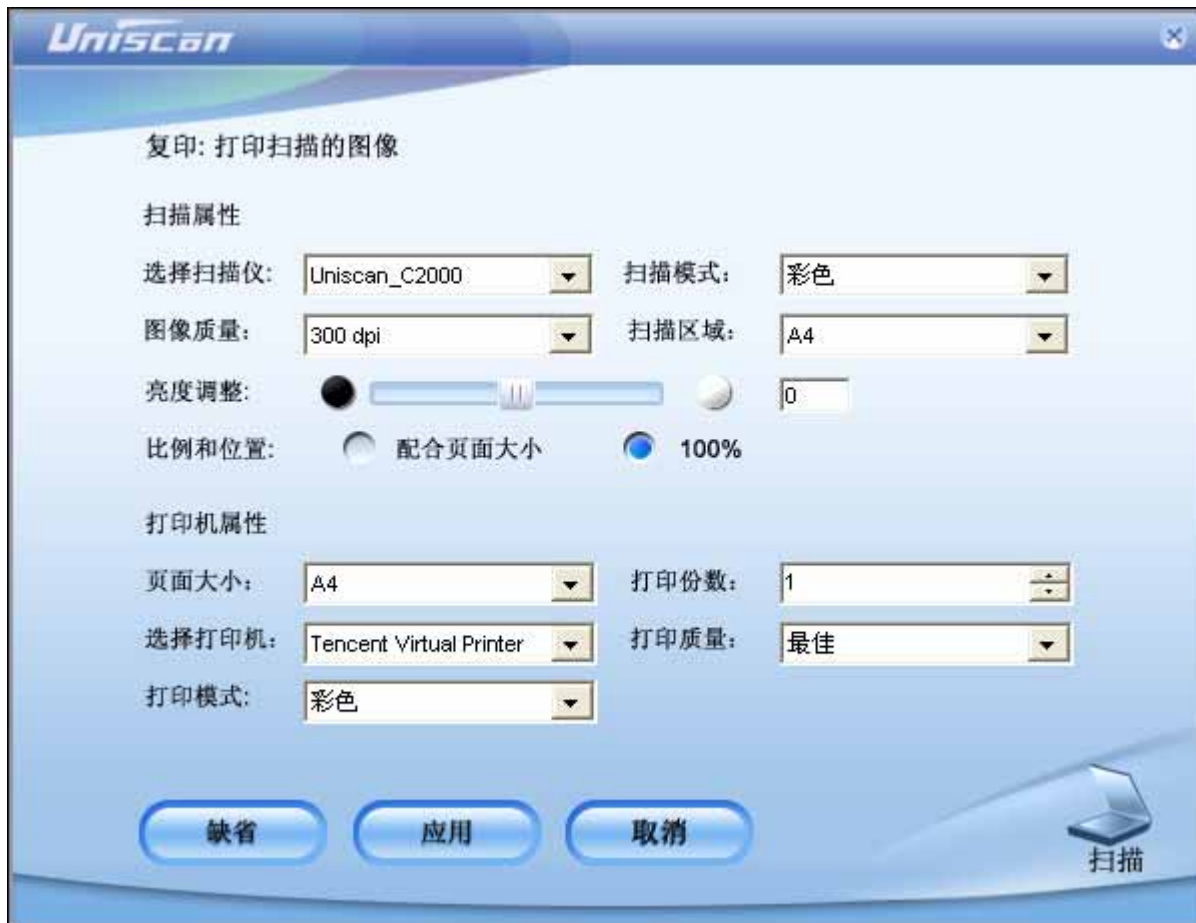 Uniscan
复印: 打印扫描的图像
扫描属性
选择扫描仪: Uniscan_C2000 扫描模式: 彩色
图像质量: 300 dpi 扫描区域: A4
亮度调整: 0
比例和位置: 配合页面大小 100%
打印机属性
页面大小: A4 打印份数: 1
选择打印机: Tencent Virtual Printer 打印质量: 最佳
打印模式: 彩色
缺省 应用 取消
扫描